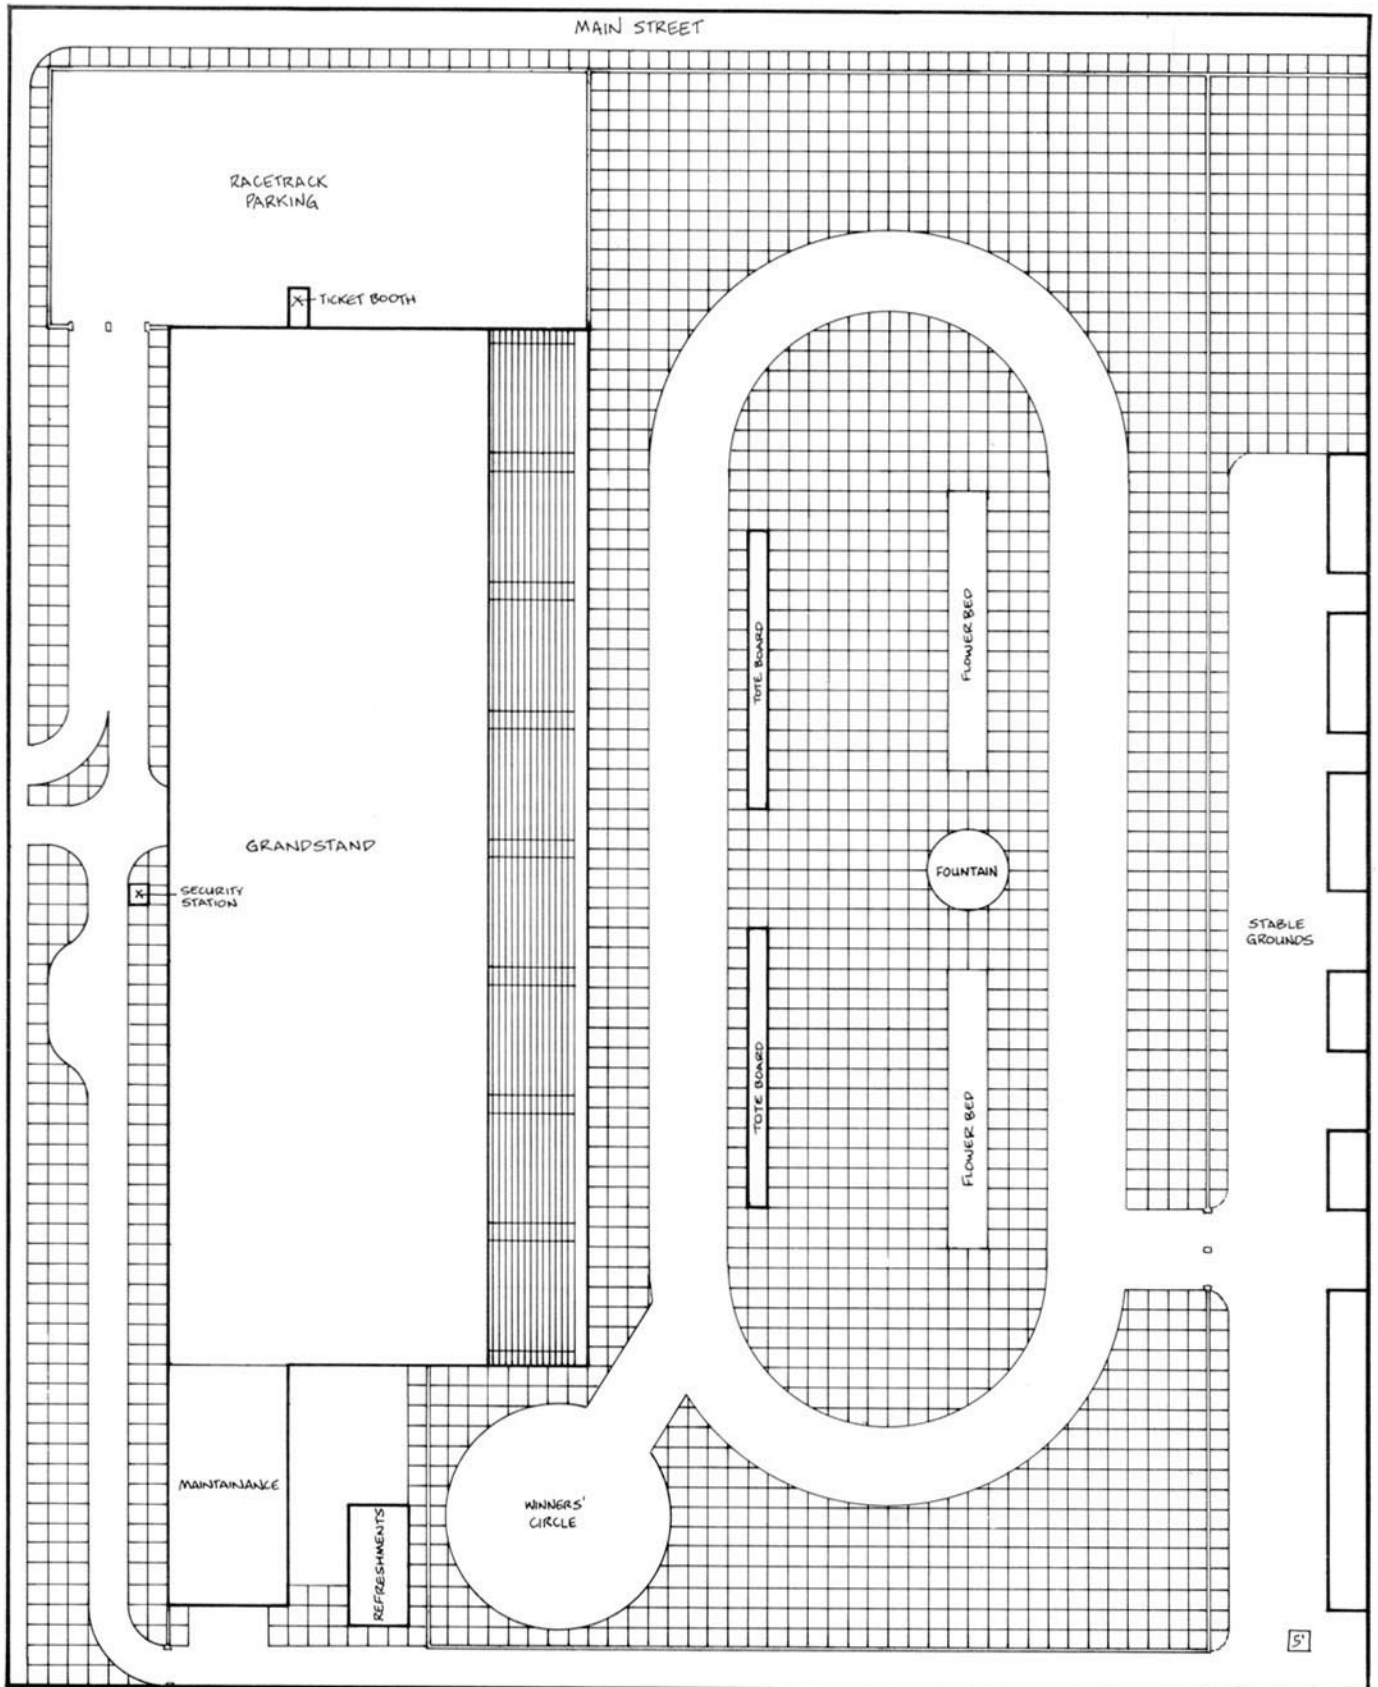 MAIN STREET
RACETRACK
PARKING
TICKET BOOTH
TOTE BOARD
FLOWER BED
GRANDSTAND
FOUNTAIN
SECURITY
STATION
STABLE
GROUNDS
TOTE BOARD
FLOWER BED
MAINTAINANCE
WINNERS'
CIRCLE
REFRESHMENTS
5'